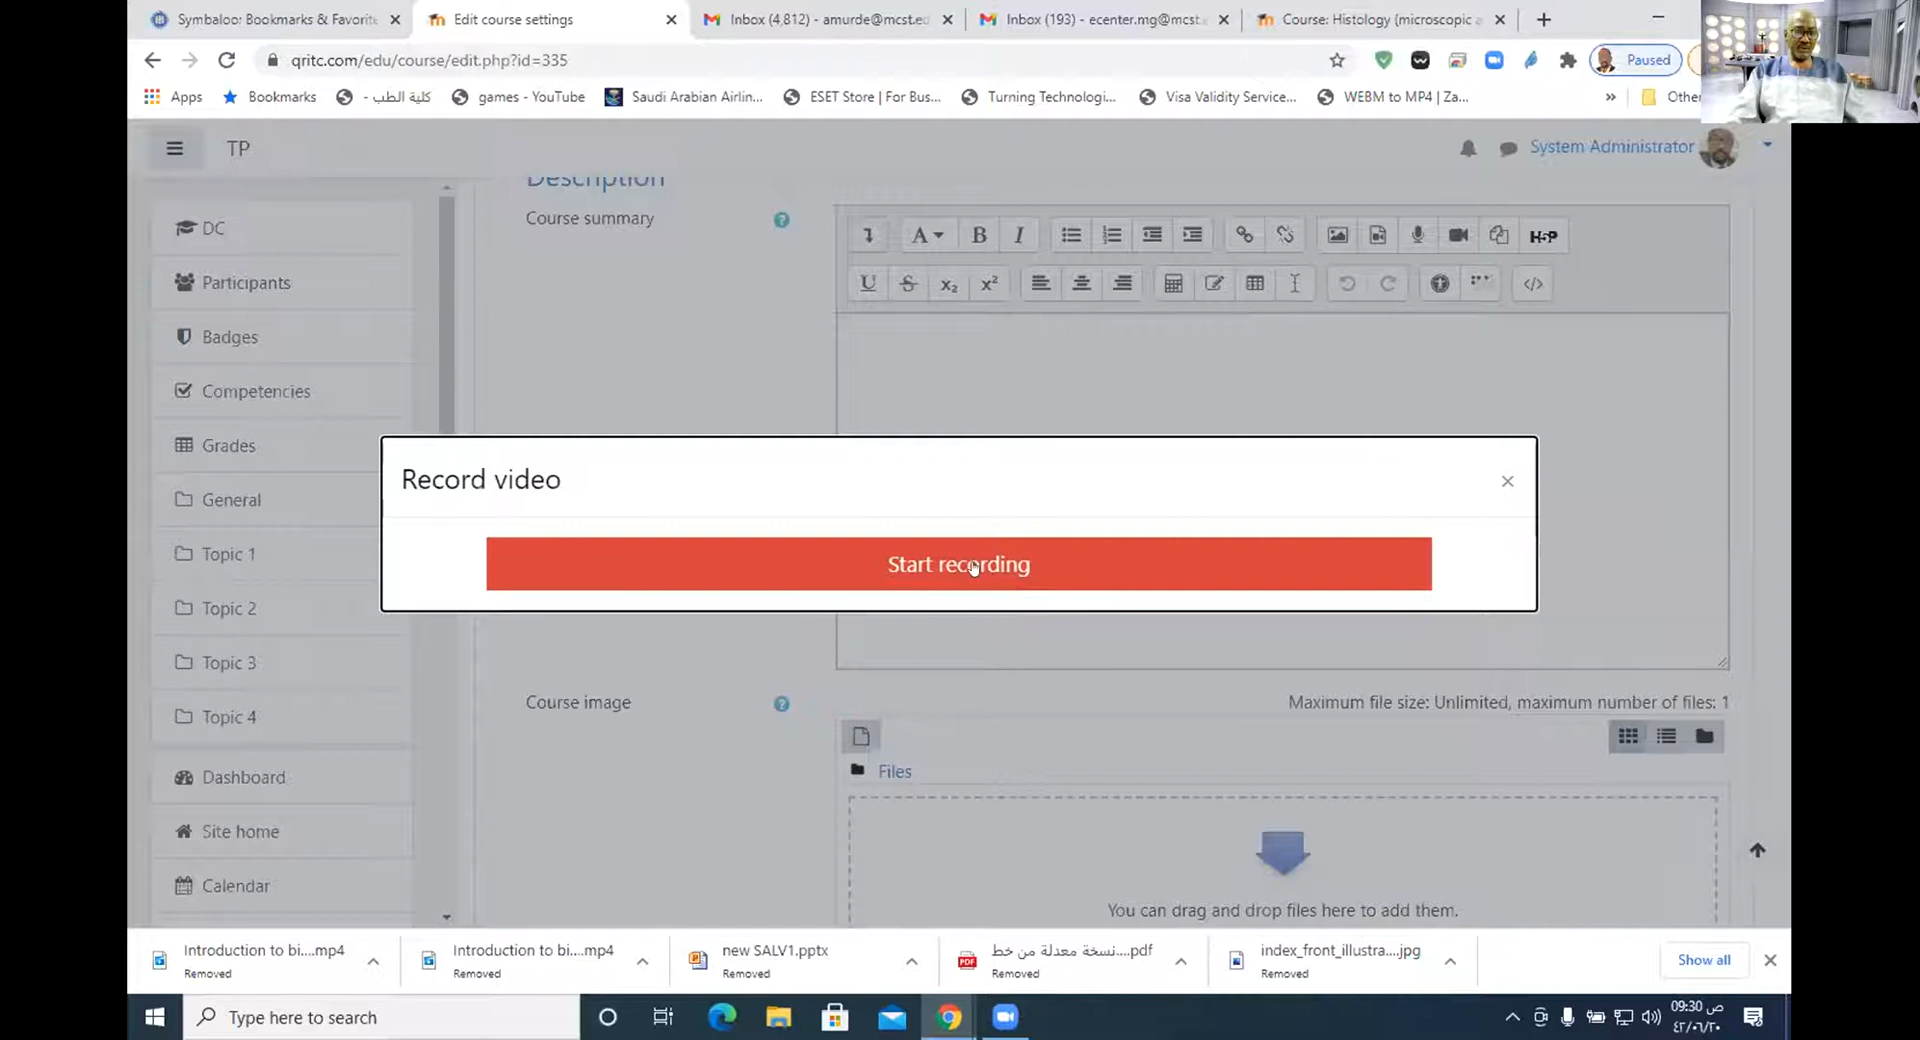 Symbaloo: Bookmarks & Favorite
Edit course settings
Inbox (4,812) - amurde@mcst.ed
Inbox (193) - ecenter.mg@mcst.e
Course: Histology (microscopic a
qritc.com/edu/course/edit.php?id=335
Paused
Apps
Bookmarks
كلية الطب -
games - YouTube
Saudi Arabian Airlin...
ESET Store | For Bus...
Turning Technologi...
Visa Validity Service...
WEBM to MP4 | Za...
»
Other
TP
System Administrator
Description
Course summary
H5P
DC
Participants
Badges
Competencies
Grades
General
Topic 1
Topic 2
Topic 3
Topic 4
Dashboard
Site home
Calendar
Record video
×
Start recording
Course image
Maximum file size: Unlimited, maximum number of files: 1
Files
You can drag and drop files here to add them.
Introduction to bi....mp4
Removed
Introduction to bi....mp4
Removed
new SALV1.pptx
Removed
نسخة معدلة من خط....pdf
Removed
index_front_illustra....jpg
Removed
Show all
Type here to search
09:30 ص
٤٢/٠٦/٢٠